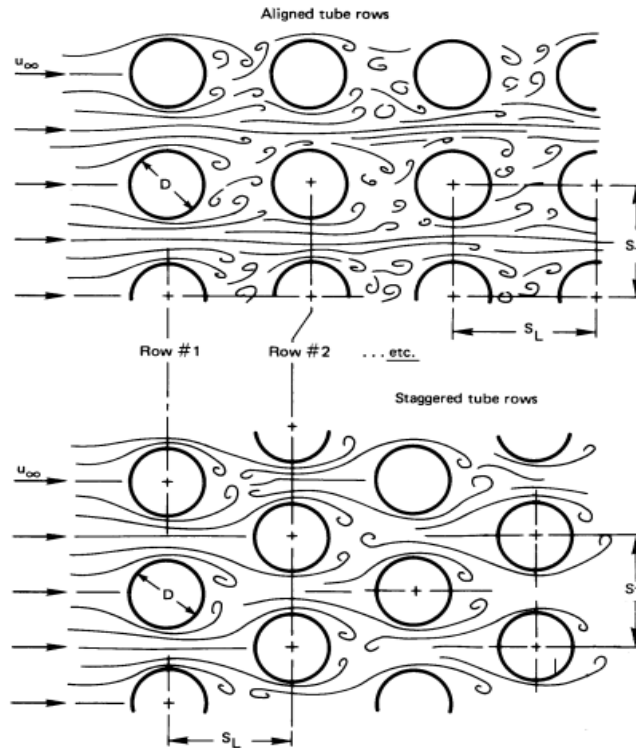 Aligned tube rows
u∞
D
S
S_L
Row #1 Row #2 ...etc.
Staggered tube rows
u∞
D
S
S_L